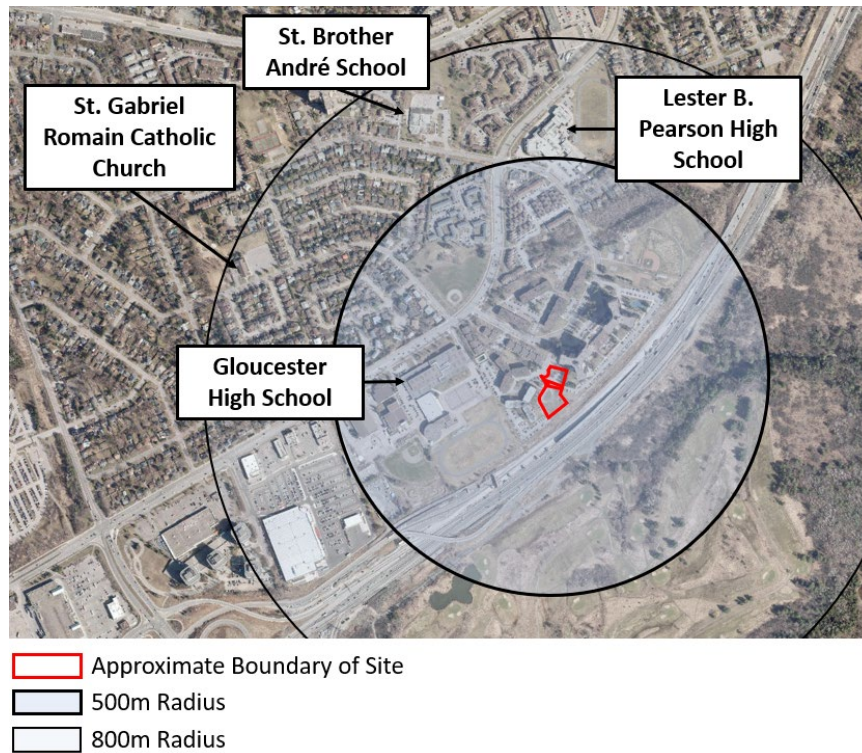 St. Brother
André School
St. Gabriel
Romain Catholic
Church
Lester B.
Pearson High
School
Gloucester
High School
Approximate Boundary of Site
500m Radius
800m Radius